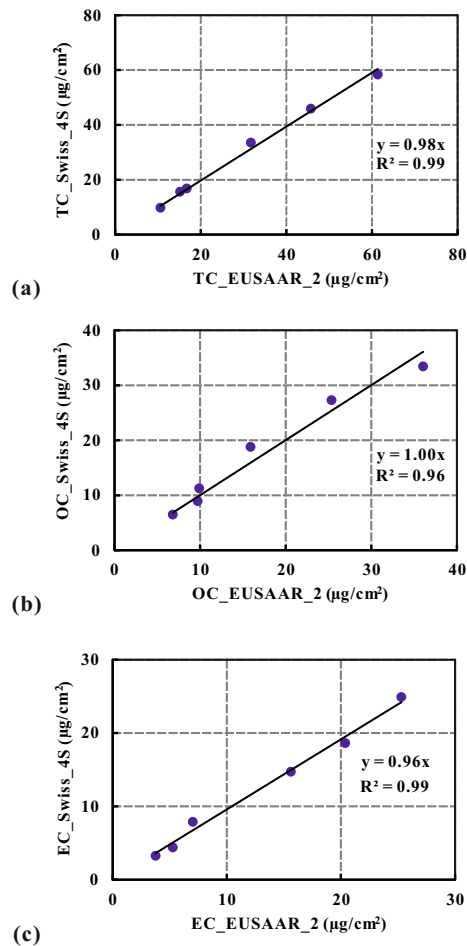 80
60
40
20
0
TC_Swiss_4S (µg/cm²)
y = 0.98x
R² = 0.99
0 20 40 60 80
TC_EUSAAR_2 (µg/cm²)
(a)
40
30
20
10
0
OC_Swiss_4S (µg/cm²)
y = 1.00x
R² = 0.96
0 10 20 30 40
OC_EUSAAR_2 (µg/cm²)
(b)
30
20
10
0
EC_Swiss_4S (µg/cm²)
y = 0.96x
R² = 0.99
0 10 20 30
EC_EUSAAR_2 (µg/cm²)
(c)